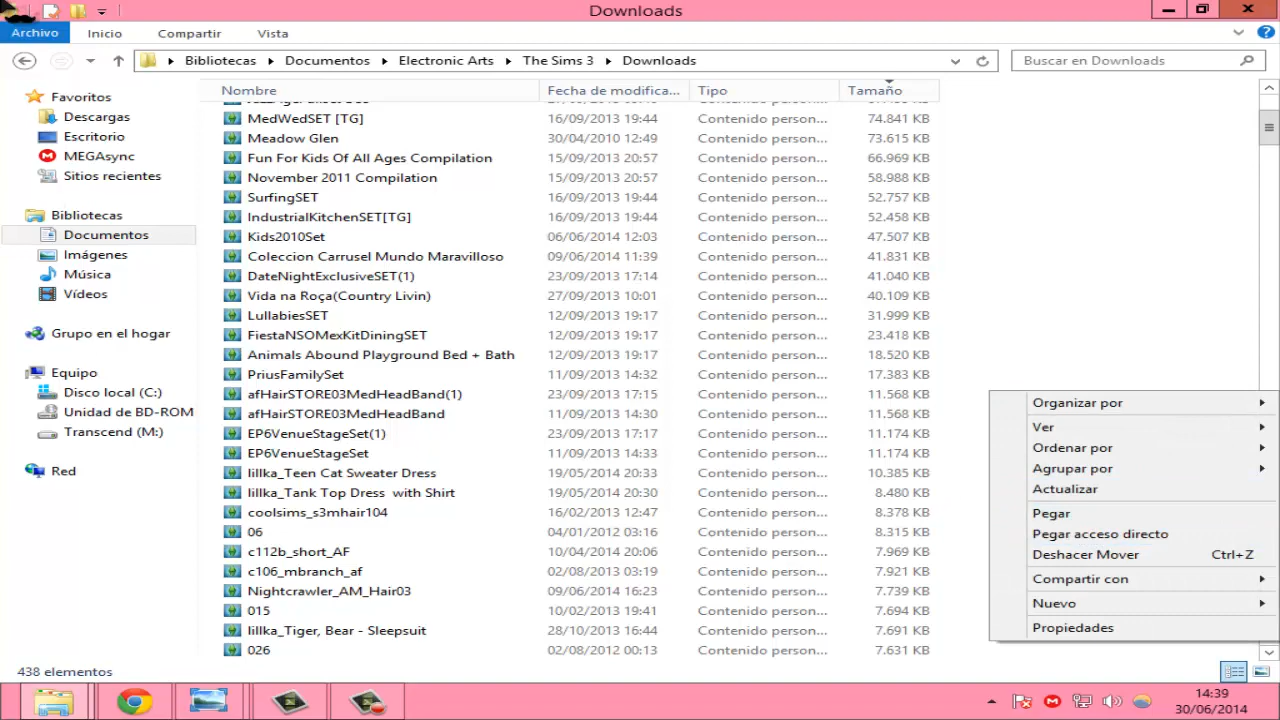 Downloads
Archivo Inicio Compartir Vista
Bibliotecas Documentos Electronic Arts The Sims 3 Downloads Buscar en Downloads
Nombre Fecha de modifica... Tipo Tamaño
Favoritos
Descargas
Escritorio
MEGAsync
Sitios recientes
Bibliotecas
Documentos
Imágenes
Música
Vídeos
Grupo en el hogar
Equipo
Disco local (C:)
Unidad de BD-ROM
Transcend (M:)
Red
MedWedSET [TG] 16/09/2013 19:44 Contenido person... 74.841 KB
Meadow Glen 30/04/2010 12:49 Contenido person... 73.615 KB
Fun For Kids Of All Ages Compilation 15/09/2013 20:57 Contenido person... 66.969 KB
November 2011 Compilation 15/09/2013 20:57 Contenido person... 58.988 KB
SurfingSET 16/09/2013 19:44 Contenido person... 52.757 KB
IndustrialKitchenSET[TG] 16/09/2013 19:44 Contenido person... 52.458 KB
Kids2010Set 06/06/2014 12:03 Contenido person... 47.507 KB
Coleccion Carrusel Mundo Maravilloso 09/06/2014 11:39 Contenido person... 41.831 KB
DateNightExclusiveSET(1) 23/09/2013 17:14 Contenido person... 41.040 KB
Vida na Roça(Country Livin) 27/09/2013 10:01 Contenido person... 40.109 KB
LullabiesSET 12/09/2013 19:17 Contenido person... 31.999 KB
FiestaNSOMexKitDiningSET 12/09/2013 19:17 Contenido person... 23.418 KB
Animals Abound Playground Bed + Bath 12/09/2013 19:17 Contenido person... 18.520 KB
PriusFamilySet 11/09/2013 14:32 Contenido person... 17.383 KB
afHairSTORE03MedHeadBand(1) 23/09/2013 17:15 Contenido person... 11.568 KB
afHairSTORE03MedHeadBand 11/09/2013 14:30 Contenido person... 11.568 KB
EP6VenueStageSet(1) 23/09/2013 17:17 Contenido person... 11.174 KB
EP6VenueStageSet 11/09/2013 14:33 Contenido person... 11.174 KB
lillka_Teen Cat Sweater Dress 19/05/2014 20:33 Contenido person... 10.385 KB
lillka_Tank Top Dress with Shirt 19/05/2014 20:30 Contenido person... 8.480 KB
coolsims_s3mhair104 16/02/2013 12:47 Contenido person... 8.378 KB
06 04/01/2012 03:16 Contenido person... 8.315 KB
c112b_short_AF 10/04/2014 20:06 Contenido person... 7.969 KB
c106_mbranch_af 02/08/2013 03:19 Contenido person... 7.921 KB
Nightcrawler_AM_Hair03 09/06/2014 16:23 Contenido person... 7.739 KB
015 10/02/2013 19:41 Contenido person... 7.694 KB
lillka_Tiger, Bear - Sleepsuit 28/10/2013 16:44 Contenido person... 7.691 KB
026 02/08/2012 00:13 Contenido person... 7.631 KB
Organizar por
Ver
Ordenar por
Agrupar por
Actualizar
Pegar
Pegar acceso directo
Deshacer Mover Ctrl+Z
Compartir con
Nuevo
Propiedades
438 elementos
14:39
30/06/2014